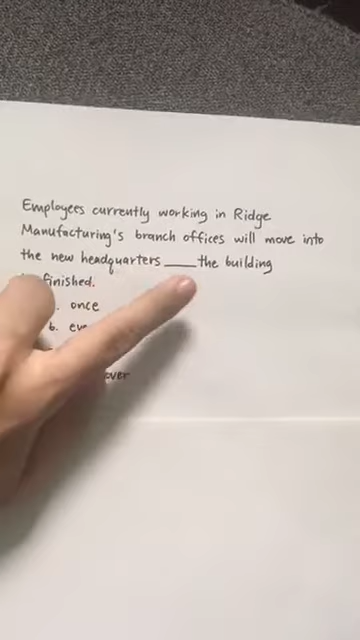 Employees currently working in Ridge
Manufacturing's branch offices will move into
the new headquarters ____ the building
finished.
once
b.